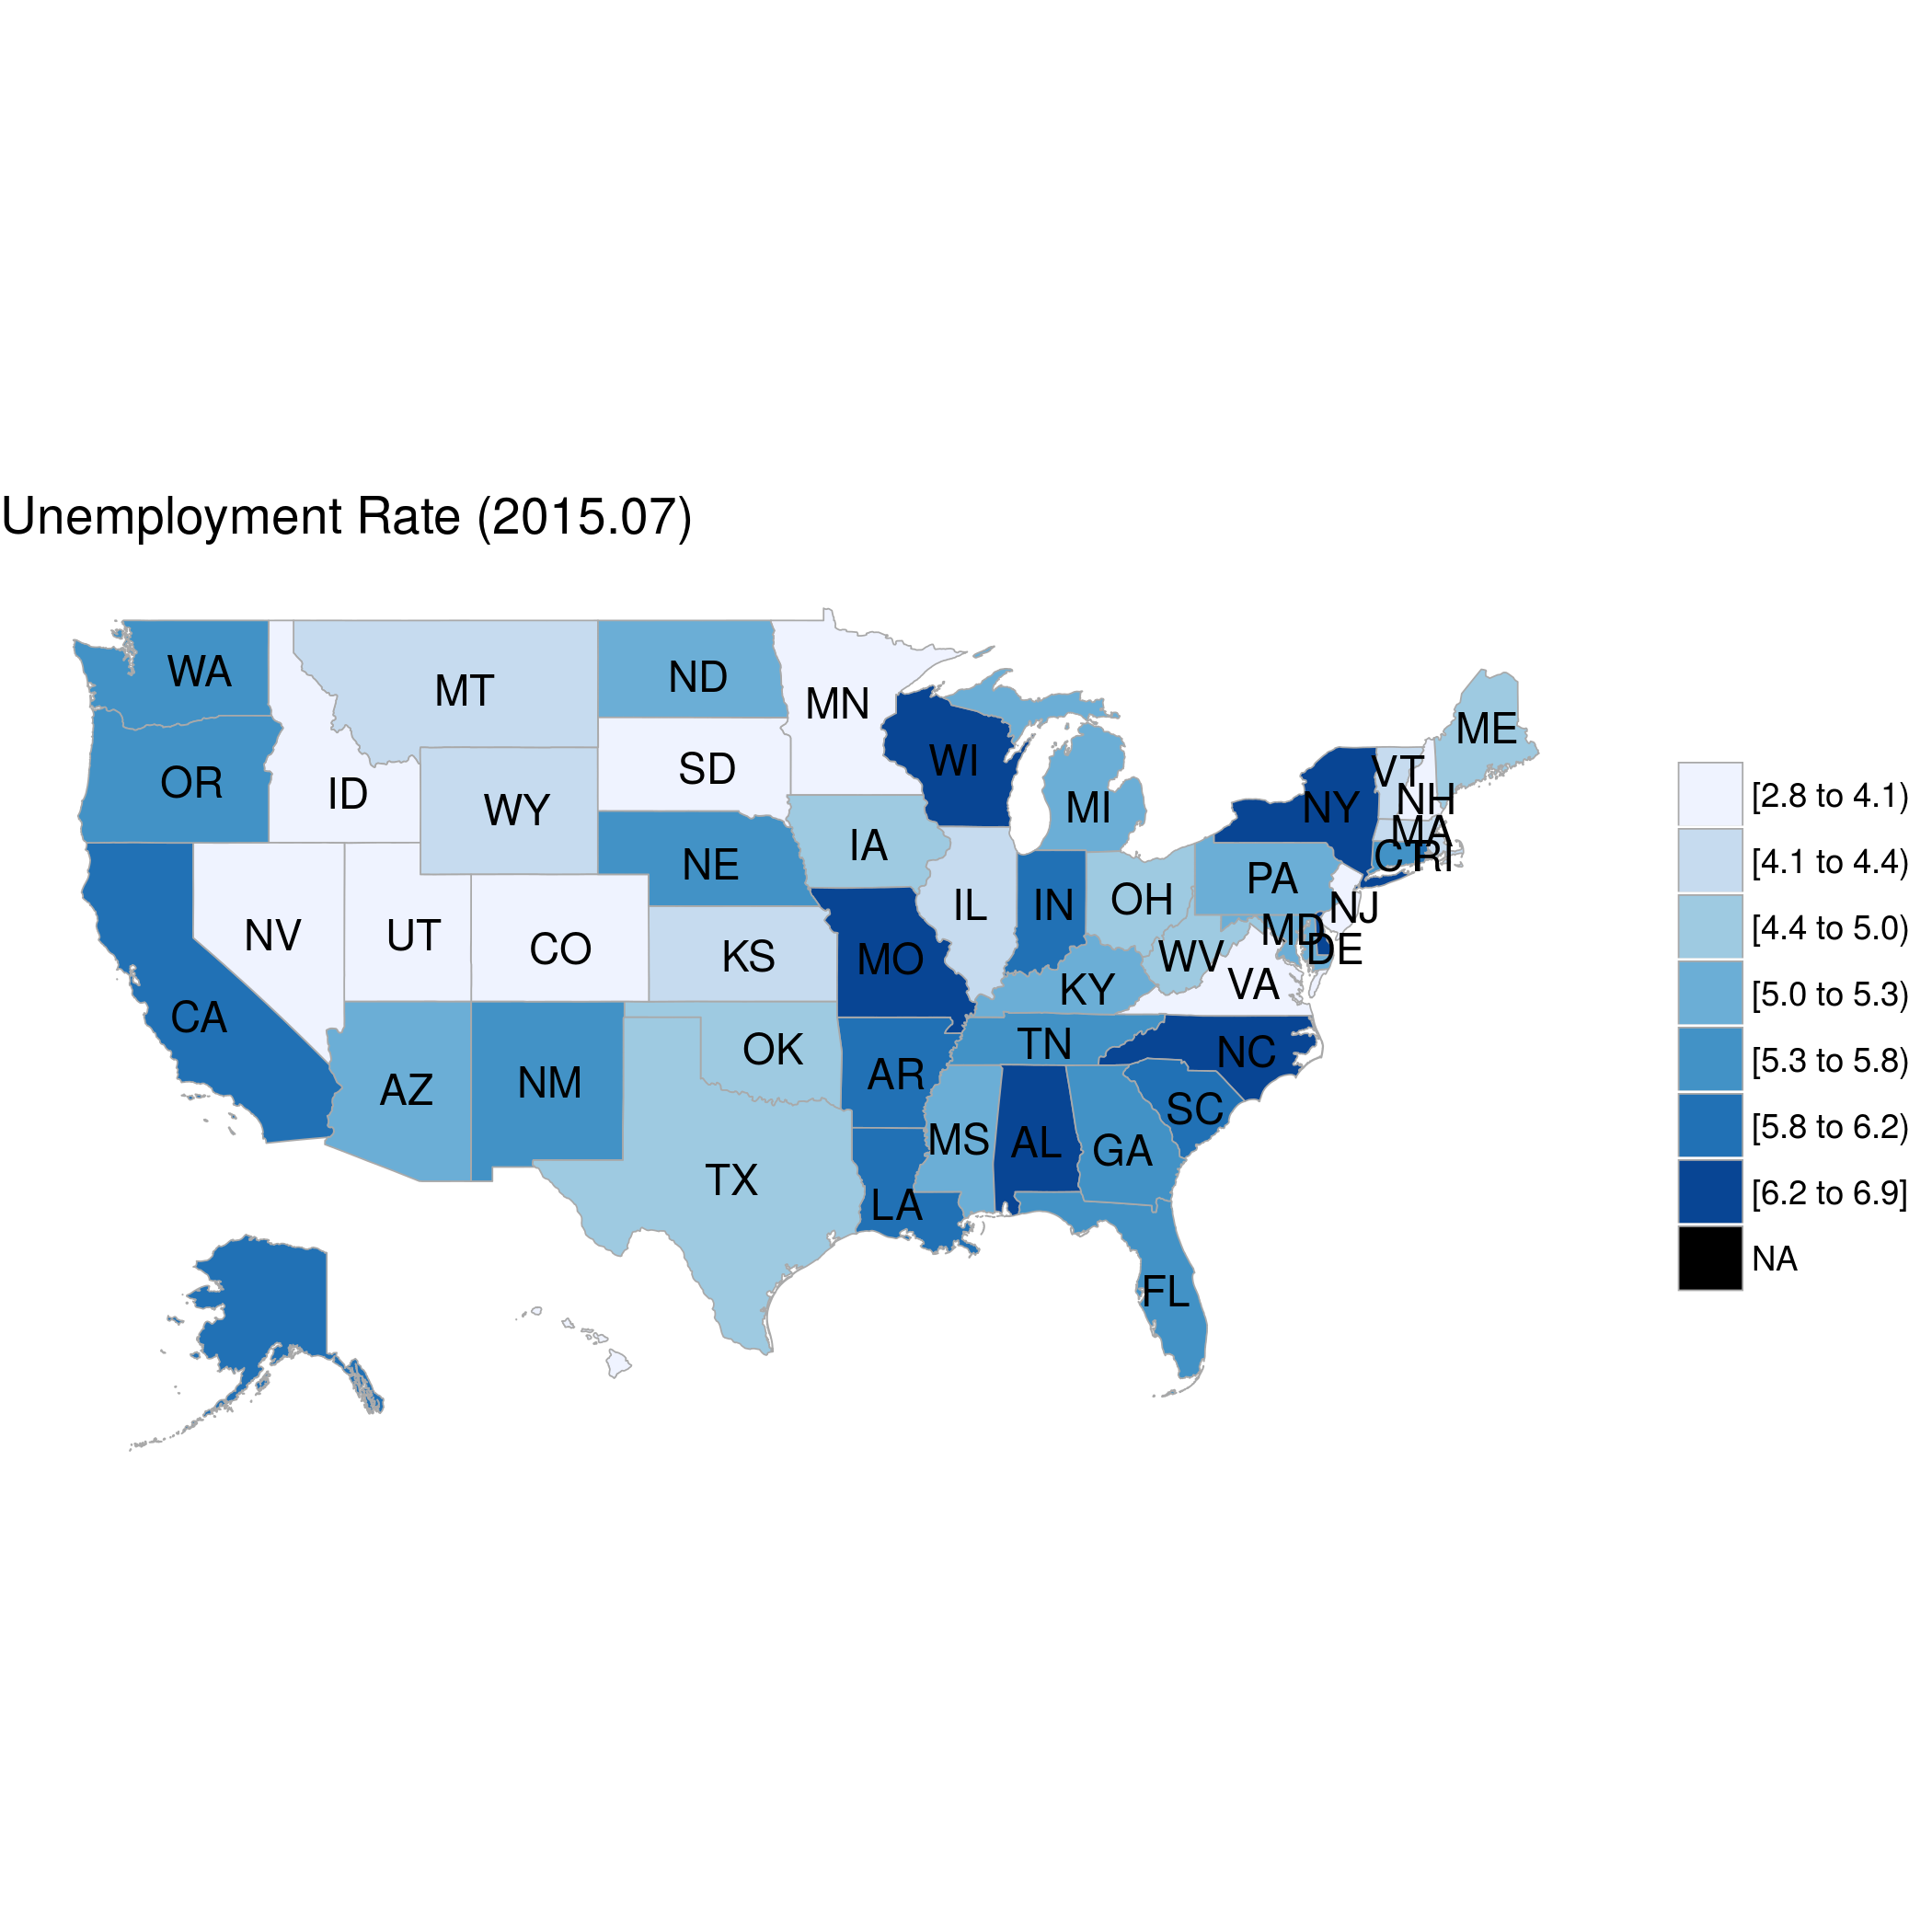 Unemployment Rate (2015.07)
WA
MT
ND
MN
ME
OR
ID
WY
SD
WI
MI
VT
NH
NY
MA
CT
RI
NE
IA
PA
NV
UT
CO
KS
MO
IL
IN
OH
NJ
MD
DE
WV
VA
KY
CA
AZ
NM
OK
AR
TN
NC
SC
TX
LA
MS
AL
GA
FL
[2.8 to 4.1)
[4.1 to 4.4)
[4.4 to 5.0)
[5.0 to 5.3)
[5.3 to 5.8)
[5.8 to 6.2)
[6.2 to 6.9]
NA